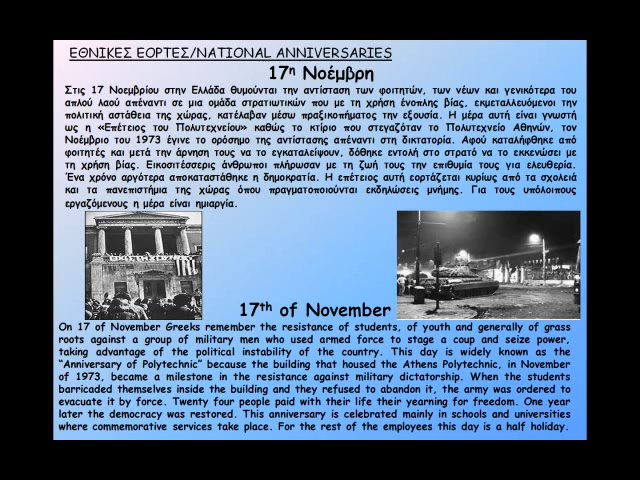 ΕΘΝΙΚΕΣ ΕΟΡΤΕΣ/NATIONAL ANNIVERSARIES
17η Νοέμβρη
Στις 17 Νοεμβρίου στην Ελλάδα θυμούνται την αντίσταση των φοιτητών, των νέων και γενικότερα του
απλού λαού απέναντι σε μια ομάδα στρατιωτικών που με τη χρήση ένοπλης βίας, εκμεταλλευόμενοι την
πολιτική αστάθεια της χώρας, κατέλαβαν μέσω πραξικοπήματος την εξουσία. Η μέρα αυτή είναι γνωστή
ως η «Επέτειος του Πολυτεχνείου» καθώς το κτίριο που στεγαζόταν το Πολυτεχνείο Αθηνών, τον
Νοέμβριο του 1973 έγινε το ορόσημο της αντίστασης απέναντι στη δικτατορία. Αφού καταλήφθηκε από
φοιτητές και μετά την άρνηση τους να το εγκαταλείψουν, δόθηκε εντολή στο στρατό να το εκκενώσει με
τη χρήση βίας. Εικοσιτέσσερις άνθρωποι πλήρωσαν με τη ζωή τους την επιθυμία τους για ελευθερία.
Ένα χρόνο αργότερα αποκαταστάθηκε η δημοκρατία. Η επέτειος αυτή εορτάζεται κυρίως από τα σχολειά
και τα πανεπιστήμια της χώρας όπου πραγματοποιούνται εκδηλώσεις μνήμης. Για τους υπόλοιπους
εργαζόμενους η μέρα είναι ημιαργία.
17th of November
On 17 of November Greeks remember the resistance of students, of youth and generally of grass
roots against a group of military men who used armed force to stage a coup and seize power,
taking advantage of the political instability of the country. This day is widely known as the
"Anniversary of Polytechnic" because the building that housed the Athens Polytechnic, in November
of 1973, became a milestone in the resistance against military dictatorship. When the students
barricaded themselves inside the building and they refused to abandon it, the army was ordered to
evacuate it by force. Twenty four people paid with their life their yearning for freedom. One year
later the democracy was restored. This anniversary is celebrated mainly in schools and universities
where commemorative services take place. For the rest of the employees this day is a half holiday.